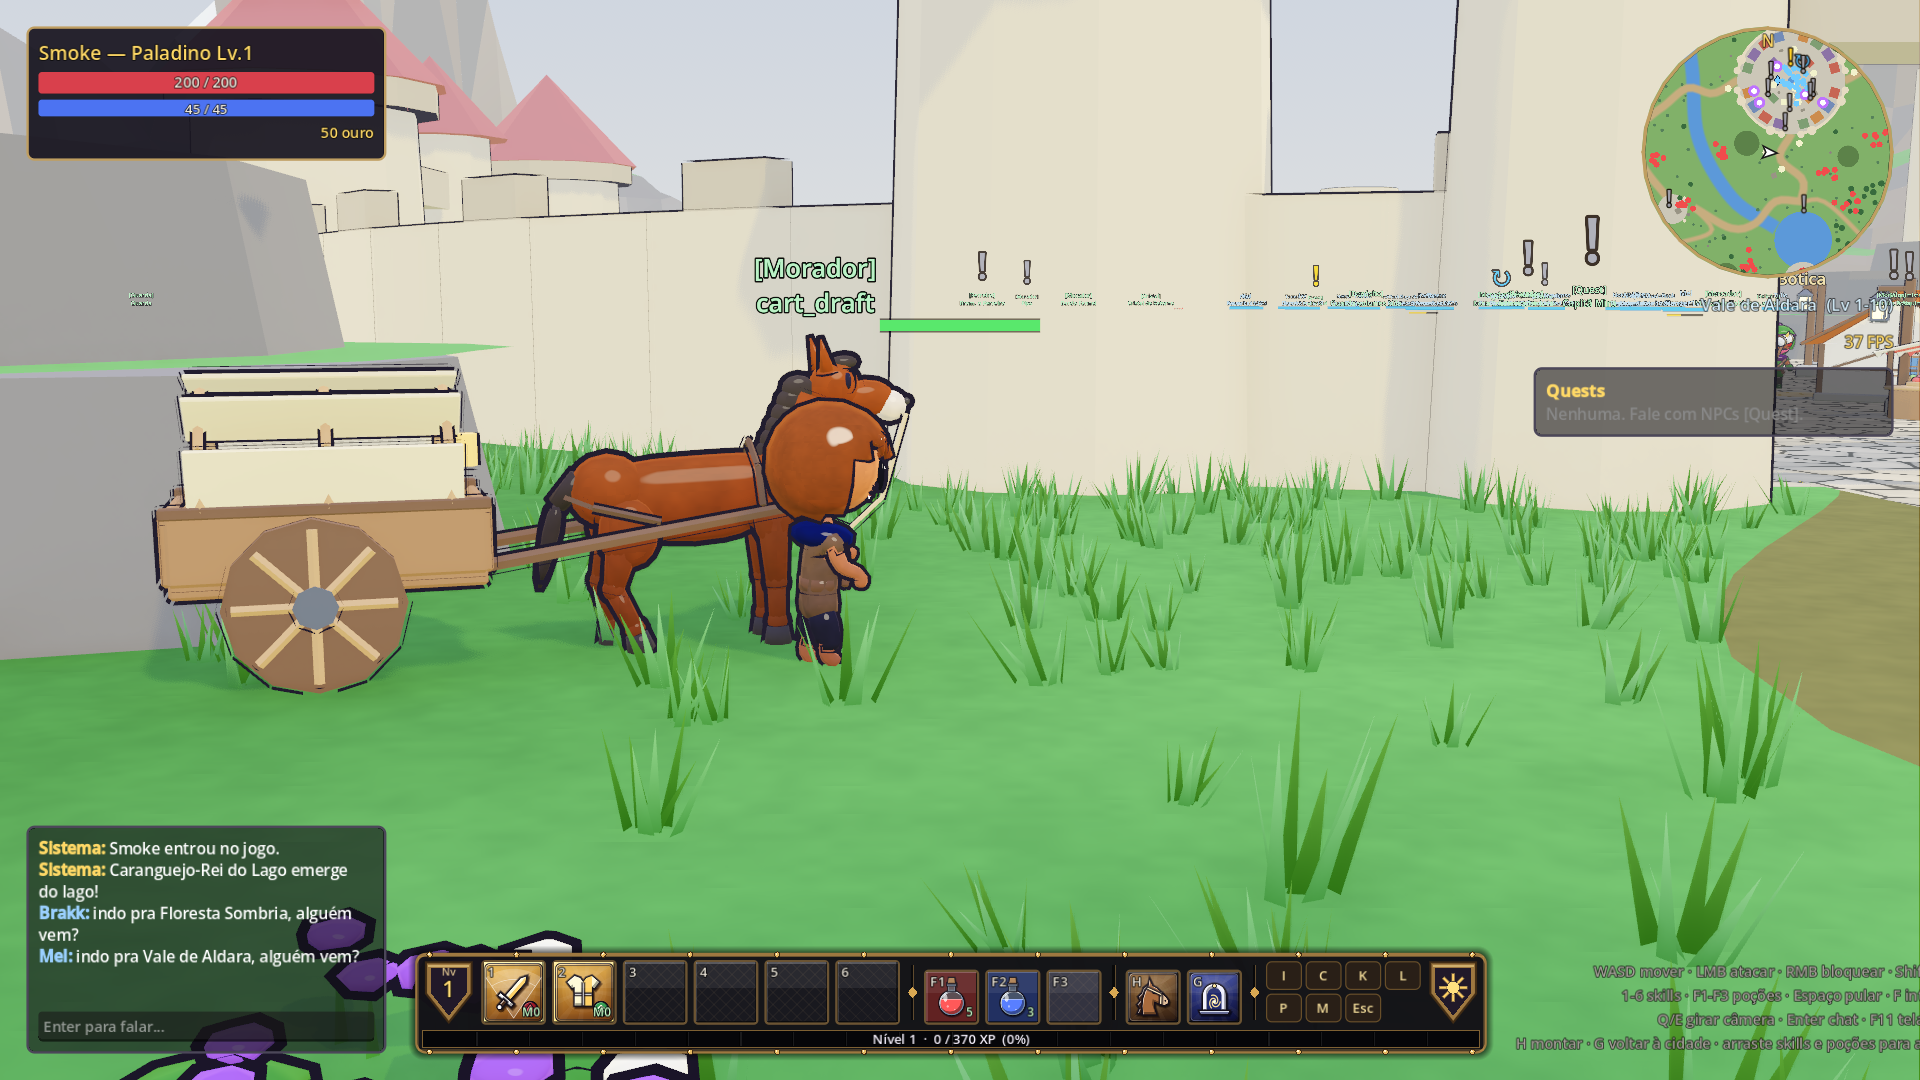 Smoke — Paladino Lv.1
200 / 200
45 / 45
50 ouro
N
[Morador]
cart_draft
[Quest]
Botica
Vale de Aldara (Lv 1-10)
37 FPS
Quests
Nenhuma. Fale com NPCs [Quest].
Sistema: Smoke entrou no jogo.
Sistema: Caranguejo-Rei do Lago emerge
do lago!
Brakk: indo pra Floresta Sombria, alguém
vem?
Mel: indo pra Vale de Aldara, alguém vem?
Enter para falar...
Nv
1
1
M0
2
M0
3
4
5
6
F1
5
F2
3
F3
H
G
I
C
K
L
P
M
Esc
Nível 1 · 0 / 370 XP (0%)
WASD mover · LMB atacar · RMB bloquear · Shi
1-6 skills · F1-F3 poções · Espaço pular · F in
Q/E girar câmera · Enter chat · F11 tela
H montar · G voltar à cidade · arraste skills e poções para a